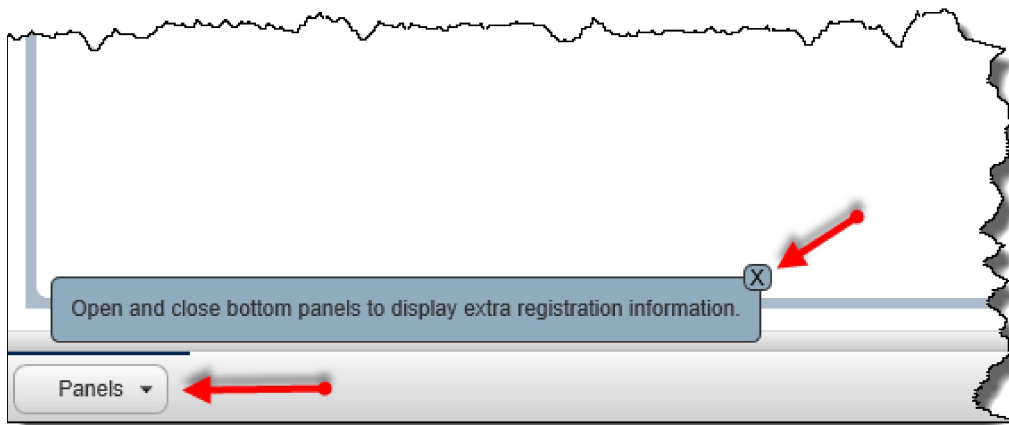 X
Open and close bottom panels to display extra registration information.
Panels